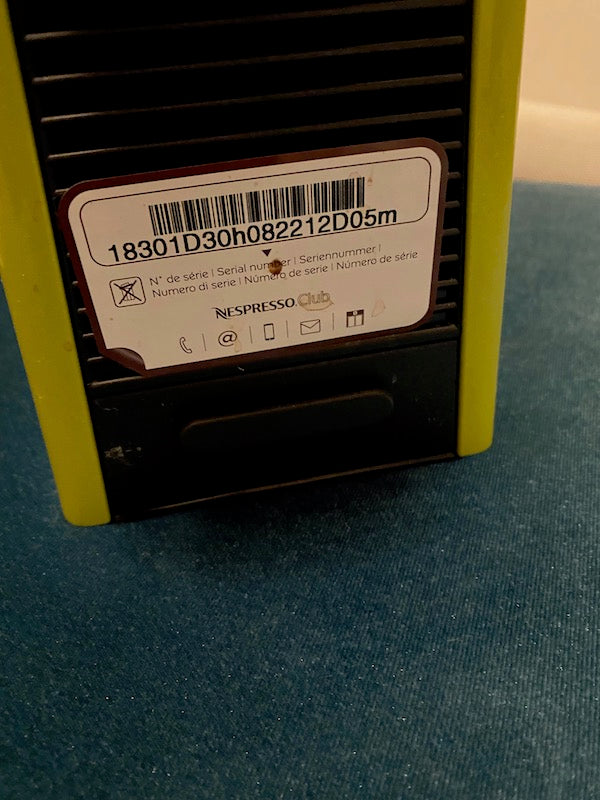 18301D30h082212D05m
N° de série | Serial number | Seriennummer |
Numero di serie | Número de serie | Número de série
NESPRESSO. Club
@